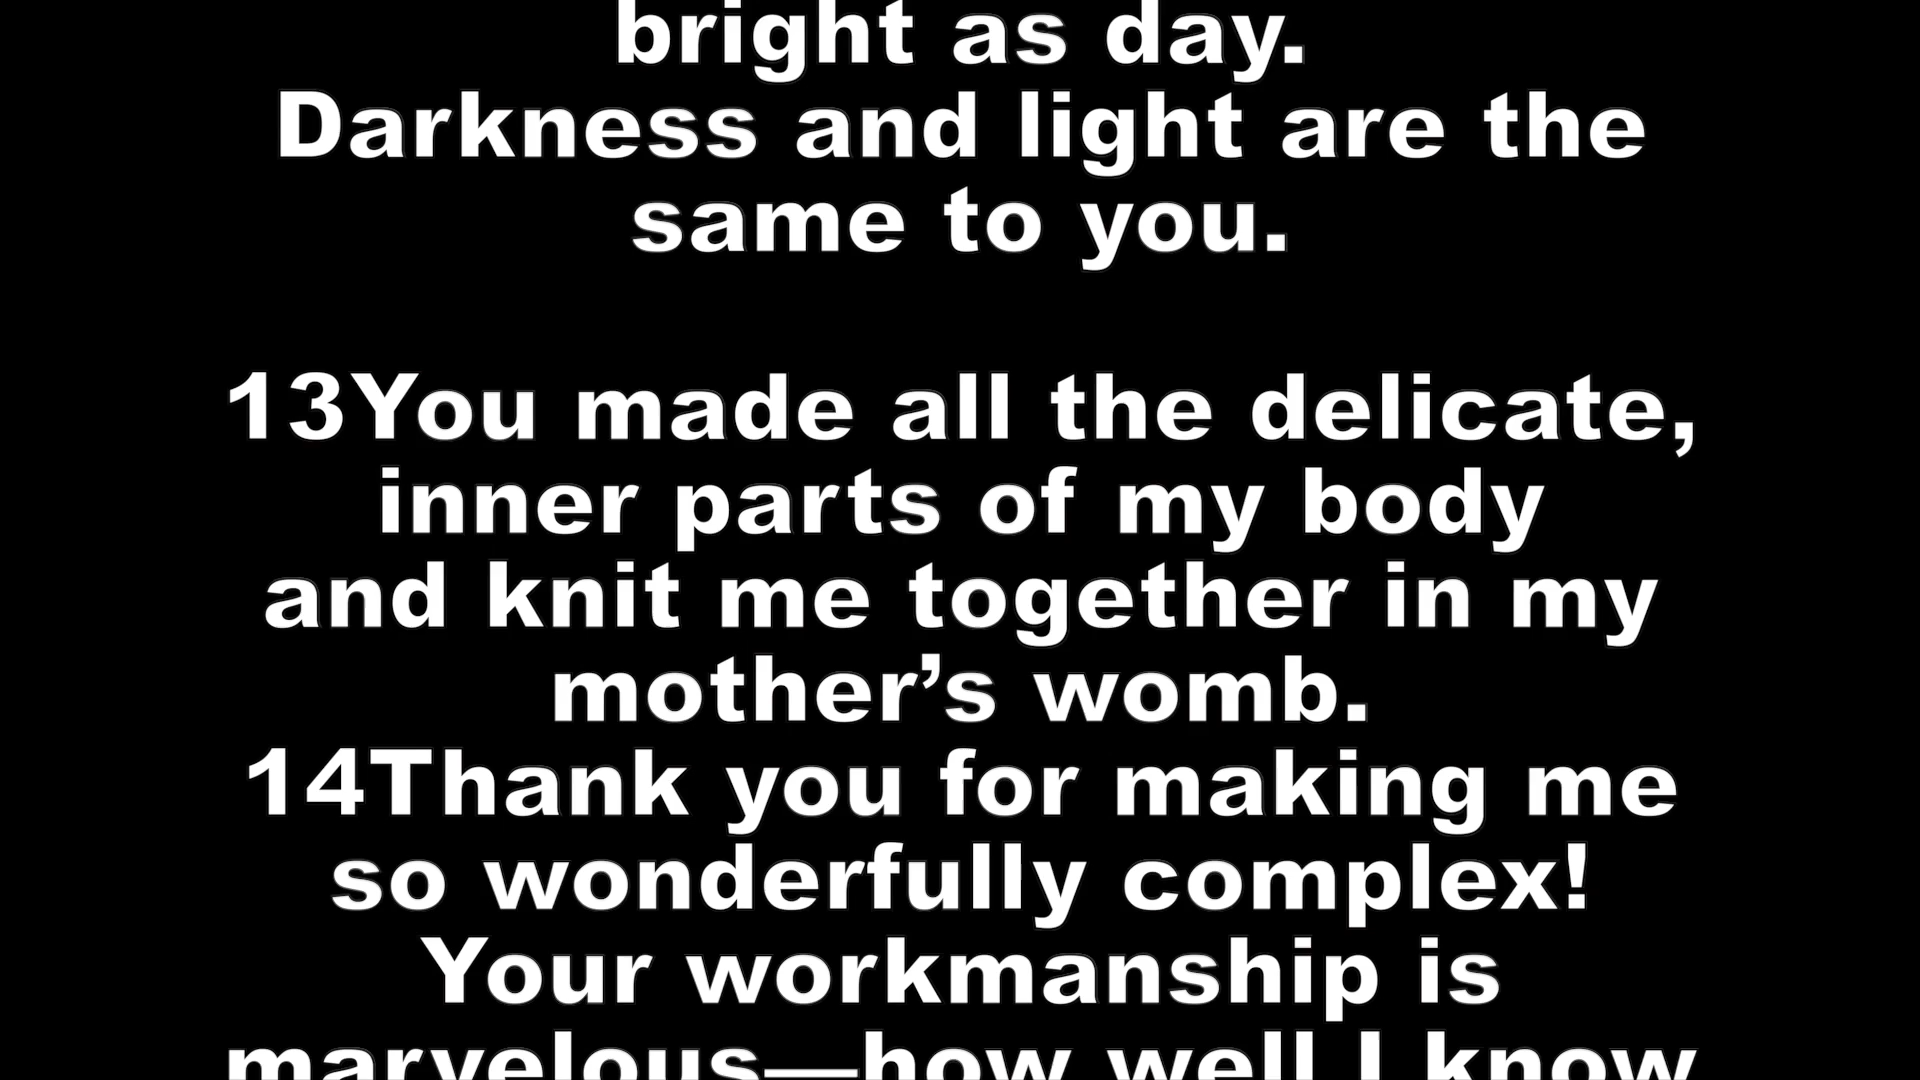 bright as day.
Darkness and light are the
same to you.
13You made all the delicate,
inner parts of my body
and knit me together in my
mother’s womb.
14Thank you for making me
so wonderfully complex!
Your workmanship is
marvelous—how well I know